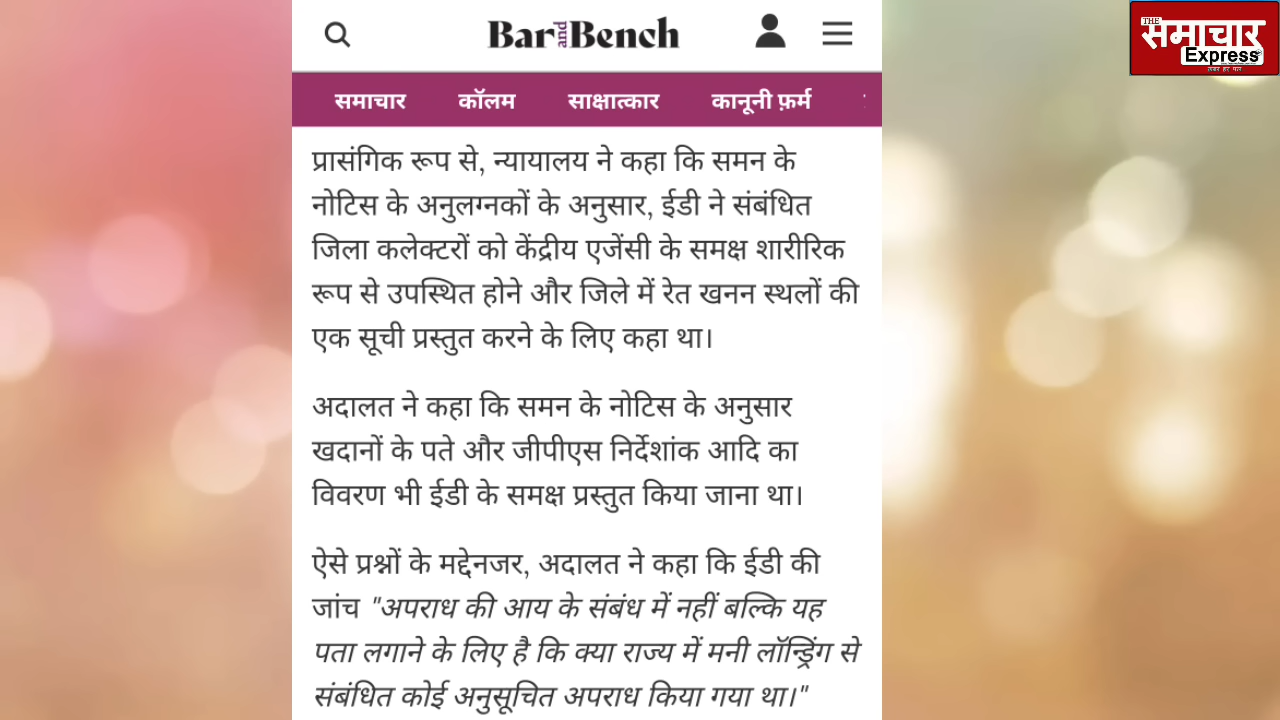 Bar and Bench
THE
समाचार
Express
समाचार कॉलम साक्षात्कार कानूनी फ़र्म
प्रासंगिक रूप से, न्यायालय ने कहा कि समन के
नोटिस के अनुलग्नकों के अनुसार, ईडी ने संबंधित
जिला कलेक्टरों को केंद्रीय एजेंसी के समक्ष शारीरिक
रूप से उपस्थित होने और जिले में रेत खनन स्थलों की
एक सूची प्रस्तुत करने के लिए कहा था।
अदालत ने कहा कि समन के नोटिस के अनुसार
खदानों के पते और जीपीएस निर्देशांक आदि का
विवरण भी ईडी के समक्ष प्रस्तुत किया जाना था।
ऐसे प्रश्नों के मद्देनजर, अदालत ने कहा कि ईडी की
जांच "अपराध की आय के संबंध में नहीं बल्कि यह
पता लगाने के लिए है कि क्या राज्य में मनी लॉन्ड्रिंग से
संबंधित कोई अनुसूचित अपराध किया गया था।"